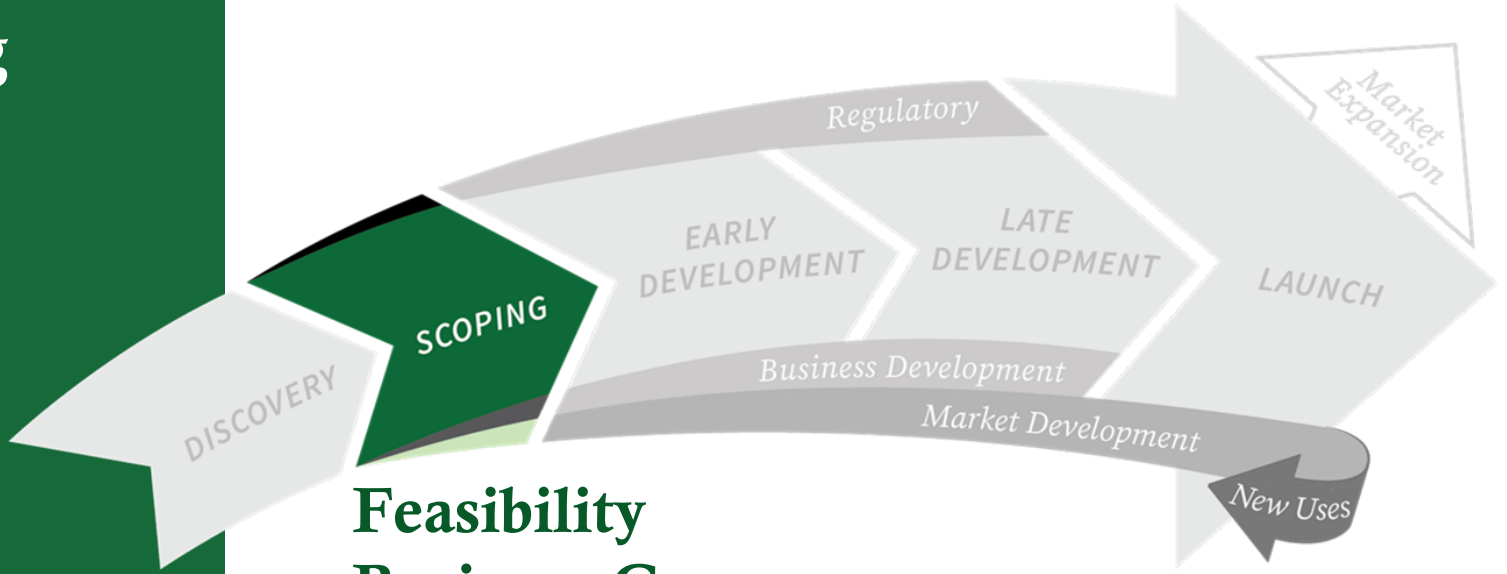 Regulatory
Market
Expansion
EARLY
DEVELOPMENT
LATE
DEVELOPMENT
LAUNCH
SCOPING
DISCOVERY
Business Development
Market Development
New Uses
Feasibility